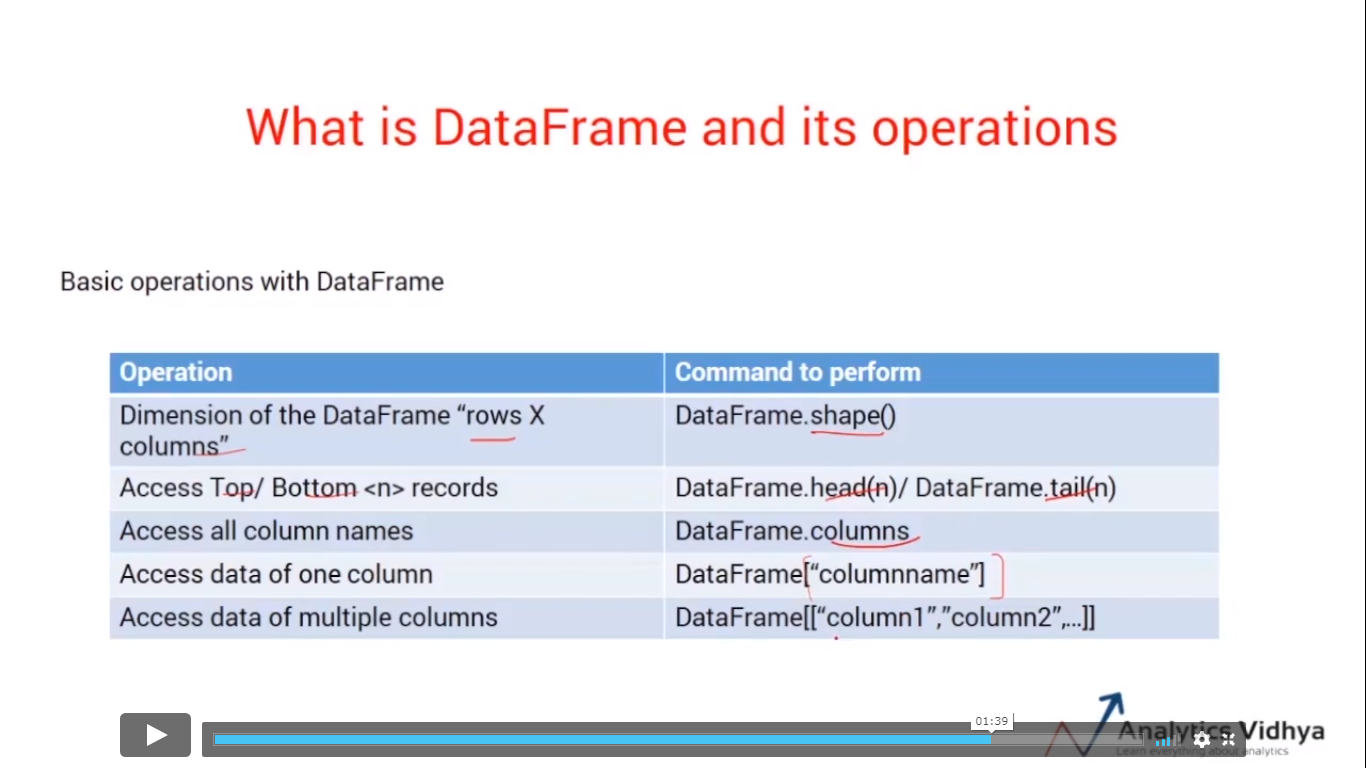 What is DataFrame and its operations
Basic operations with DataFrame
Operation
Command to perform
Dimension of the DataFrame “rows X
columns”
DataFrame.shape()
Access Top/ Bottom <n> records
DataFrame.head(n)/ DataFrame.tail(n)
Access all column names
DataFrame.columns
Access data of one column
DataFrame[“columnname”]
Access data of multiple columns
DataFrame[[“column1”,”column2”,...]]
01:39
Analytics Vidhya
Learn everything about analytics